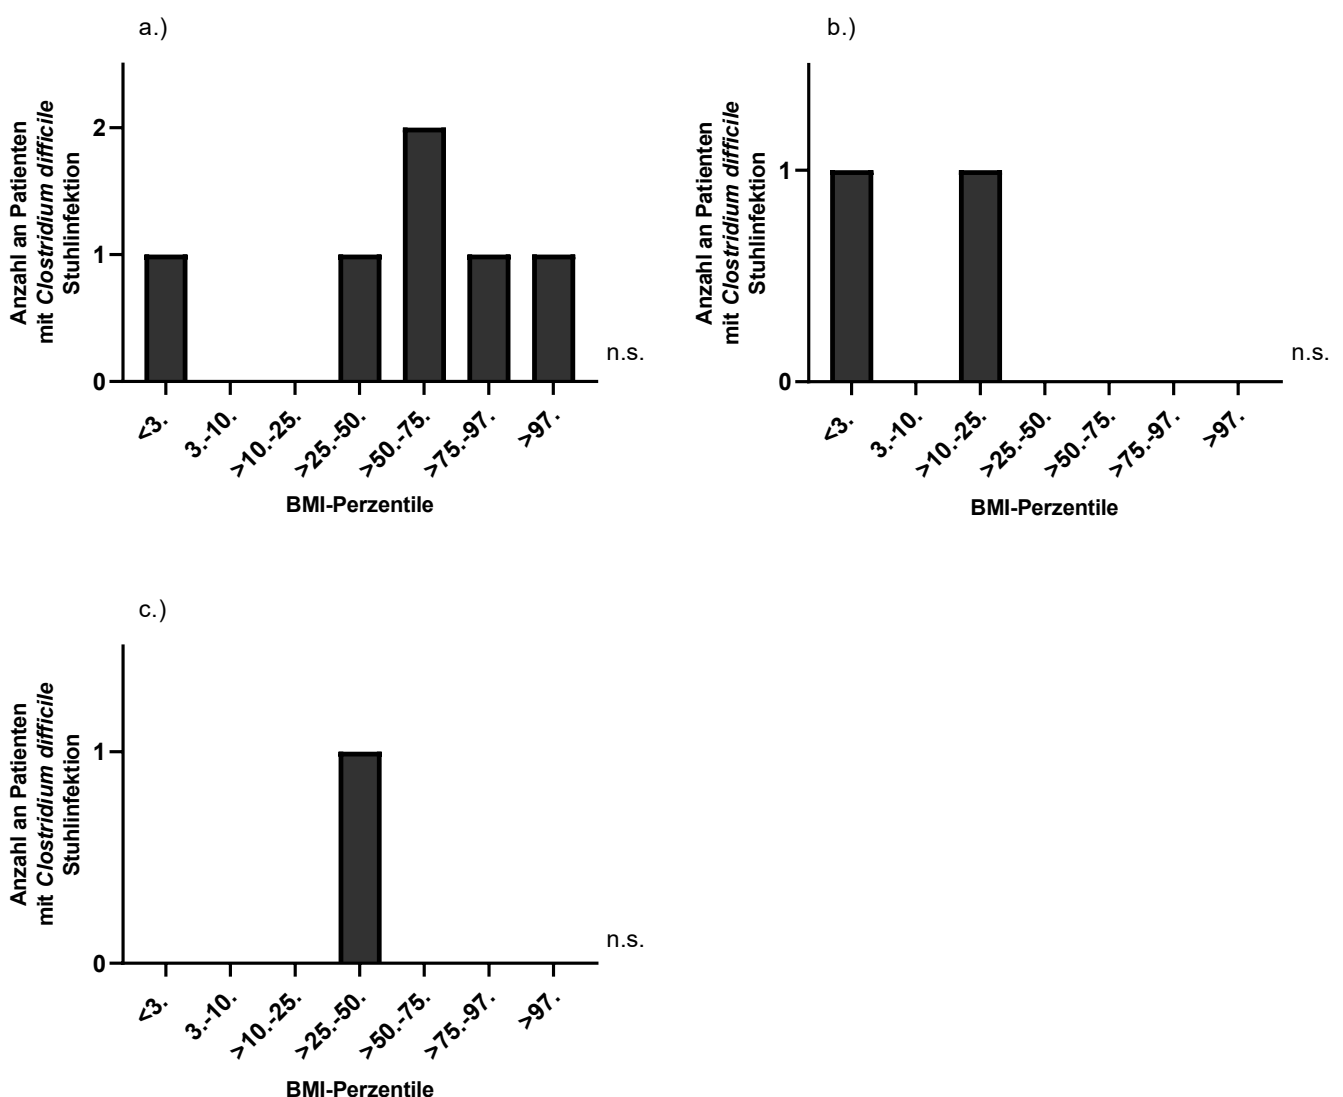 a.)
Anzahl an Patienten
mit Clostridium difficile
Stuhlinfektion
2
1
0
<3.
3.-10.
>10.-25.
>25.-50.
>50.-75.
>75.-97.
>97.
n.s.
BMI-Perzentile
b.)
Anzahl an Patienten
mit Clostridium difficile
Stuhlinfektion
1
0
<3.
3.-10.
>10.-25.
>25.-50.
>50.-75.
>75.-97.
>97.
n.s.
BMI-Perzentile
c.)
Anzahl an Patienten
mit Clostridium difficile
Stuhlinfektion
1
0
<3.
3.-10.
>10.-25.
>25.-50.
>50.-75.
>75.-97.
>97.
n.s.
BMI-Perzentile